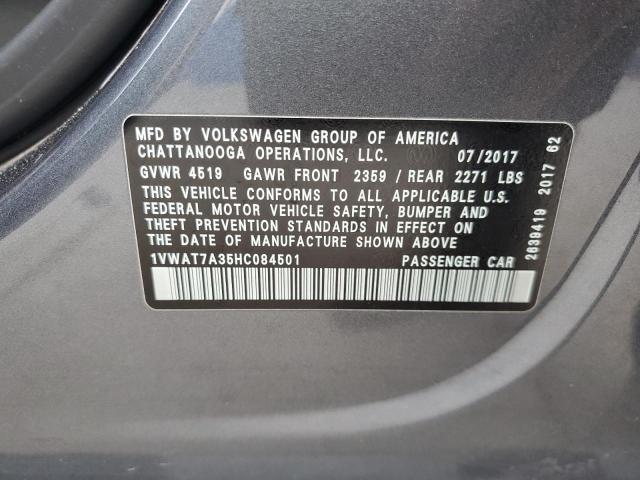 MFD BY VOLKSWAGEN GROUP OF AMERICA
CHATTANOOGA OPERATIONS, LLC. 07/2017
GVWR 4519 GAWR FRONT 2359 / REAR 2271 LBS
THIS VEHICLE CONFORMS TO ALL APPLICABLE U.S.
FEDERAL MOTOR VEHICLE SAFETY, BUMPER AND
THEFT PREVENTION STANDARDS IN EFFECT ON
THE DATE OF MANUFACTURE SHOWN ABOVE
1VWAT7A35HC084501 PASSENGER CAR
2639419 2017 62